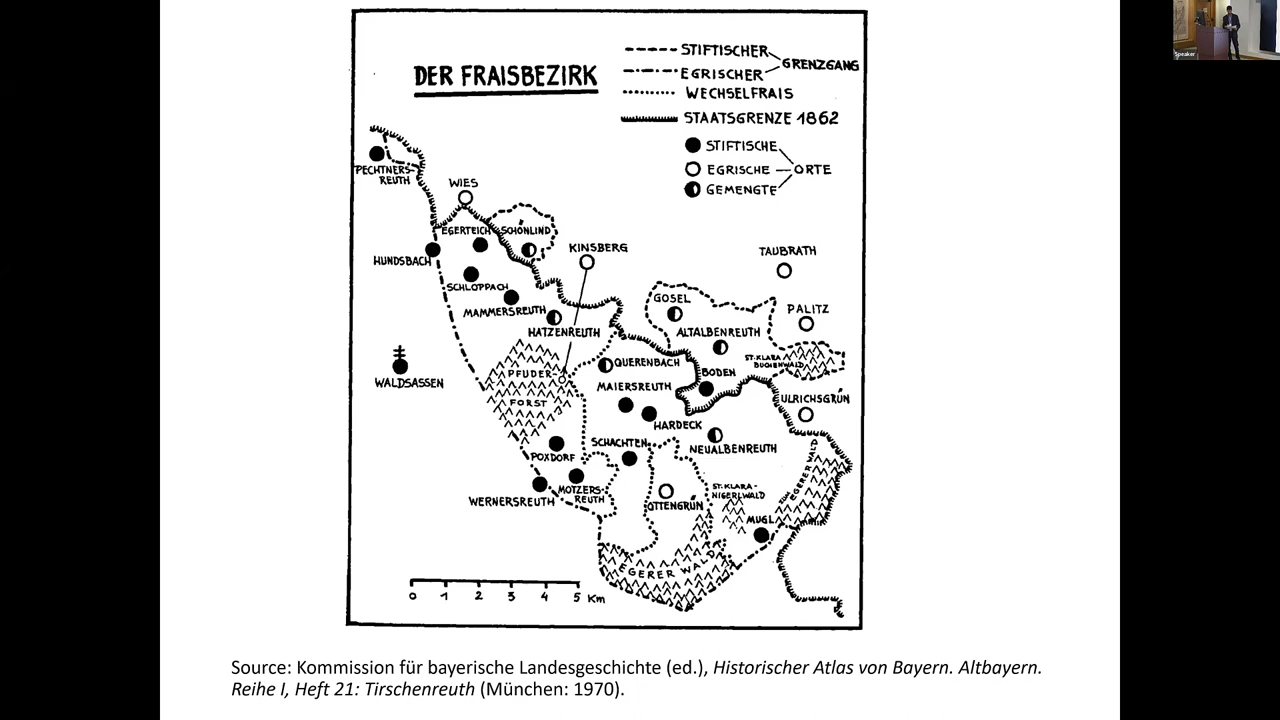 DER FRAISBEZIRK
STIFTISCHER
EGRISCHER
GRENZGANG
WECHSELFRAIS
STAATSGRENZE 1862
STIFTISCHE
EGRISCHE
ORTE
GEMENGTE
PECHTNERS-
REUTH
WIES
EGERTEICH
SCHÖNLIND
HUNDSBACH
KINSBERG
TAUBRATH
SCHLOPPACH
MAMMERSREUTH
HATZENREUTH
GOSEL
PALITZ
ALTALBENREUTH
ST. KLARA
BUCHENWALD
WALDSASSEN
PFUDER-
FORST
QUERENBACH
BODEN
MAIERSREUTH
ULRICHSGRÜN
HARDECK
SCHACHTEN
NEUALBENREUTH
POXDORF
MOTZERS-
REUTH
WERNERSREUTH
OTTENGRÜN
ST. KLARA-
NIGERLWALD
ZUM
EGERER WALD
MUGL
EGERER WALD
0 1 2 3 4 5 Km
Source: Kommission für bayerische Landesgeschichte (ed.), Historischer Atlas von Bayern. Altbayern.
Reihe I, Heft 21: Tirschenreuth (München: 1970).
Speaker